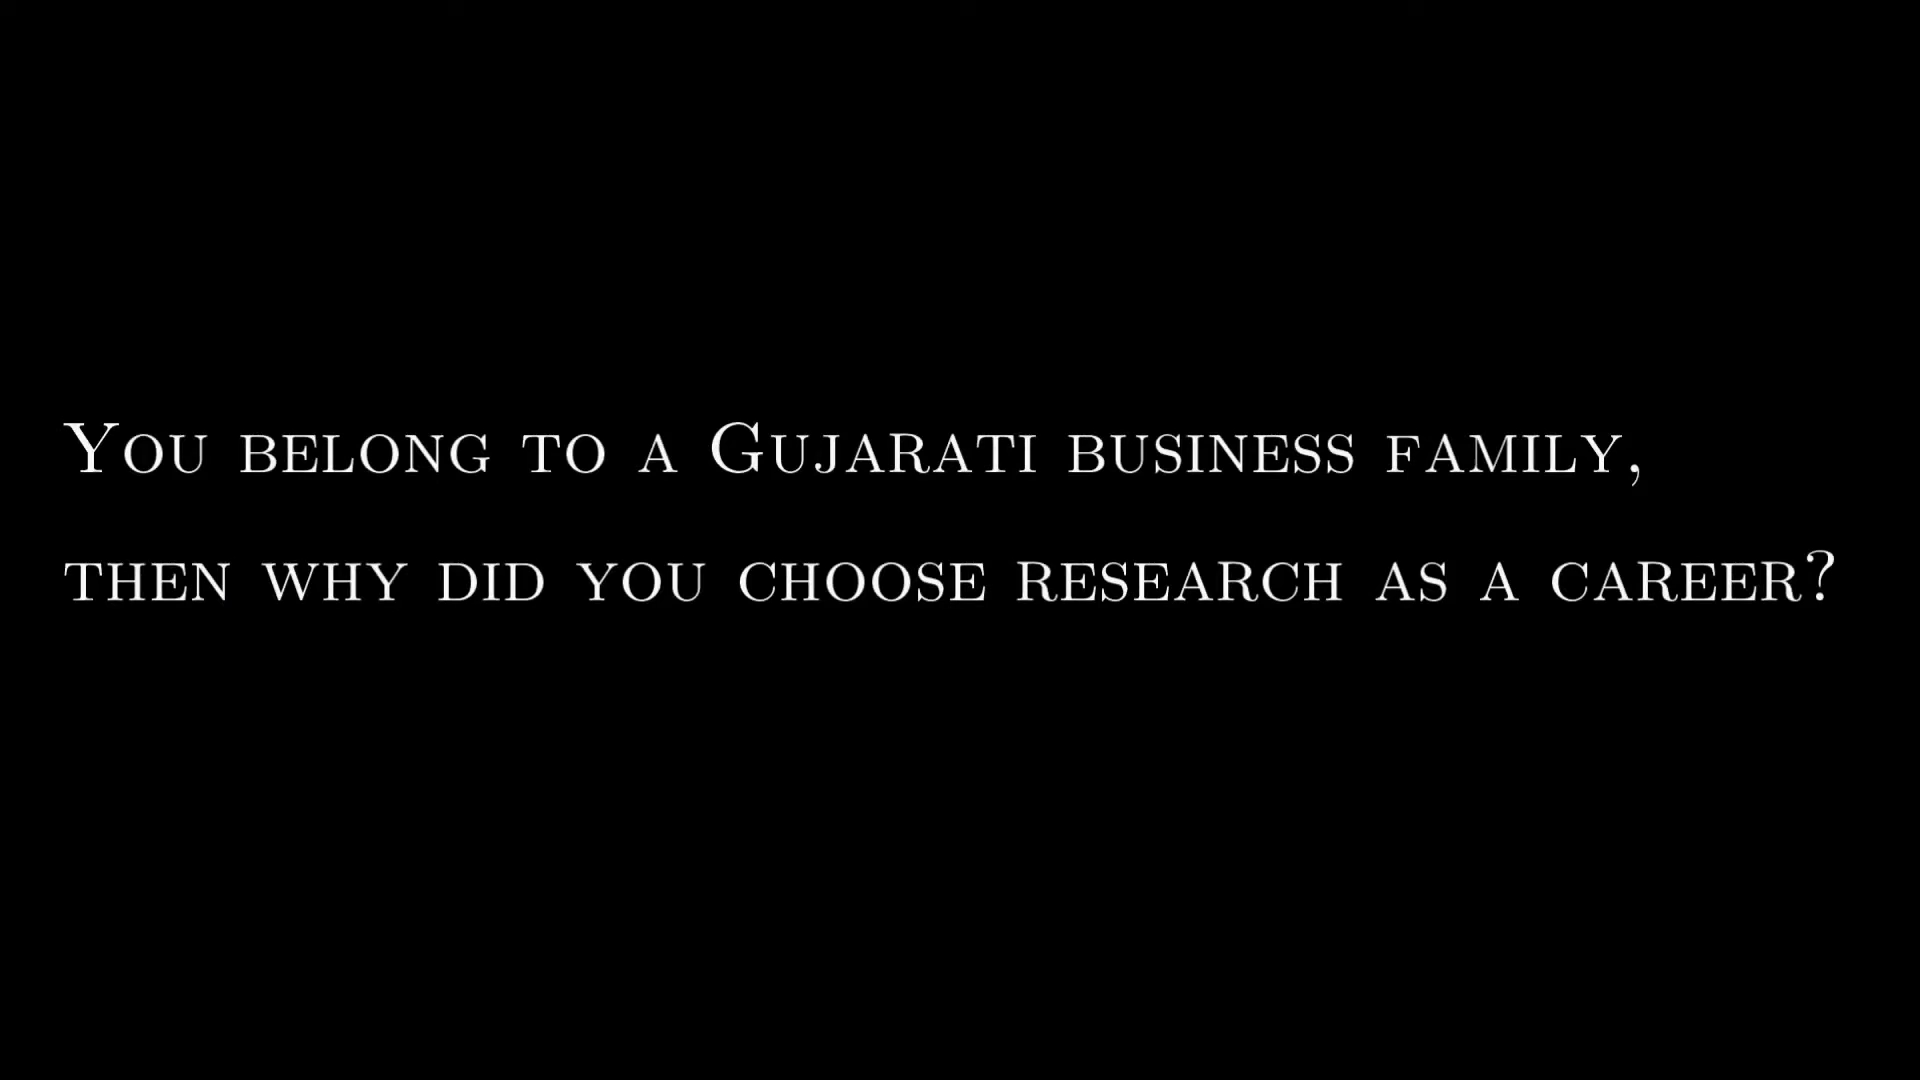 You belong to a Gujarati business family,
then why did you choose research as a career?